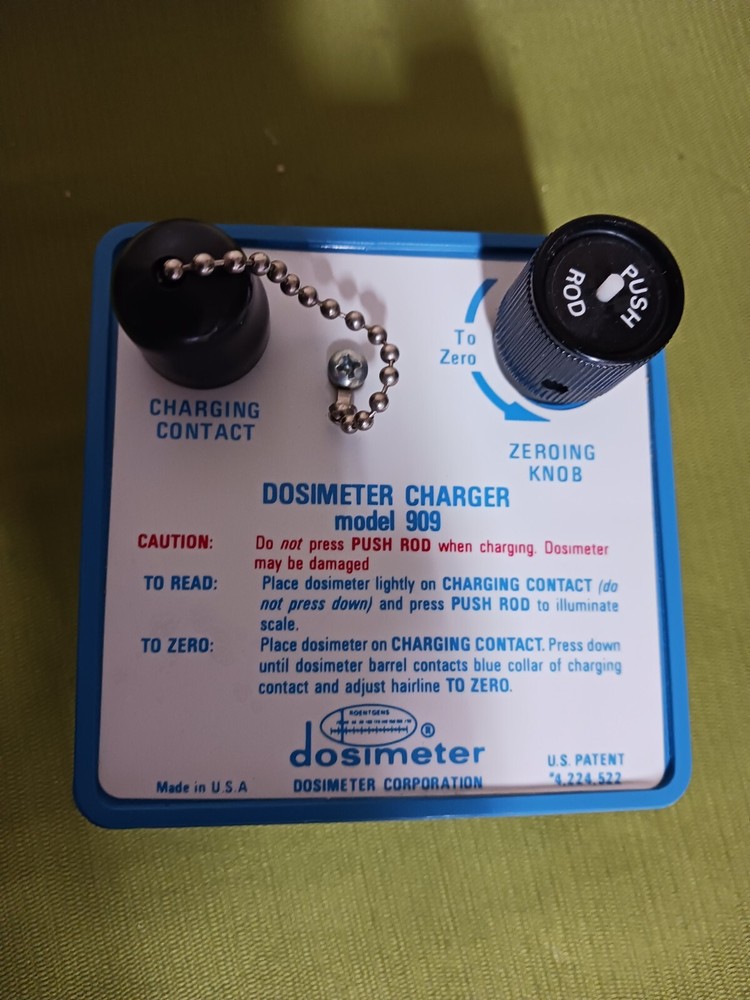 PUSH
ROD
To
Zero
CHARGING
CONTACT
ZEROING
KNOB
DOSIMETER CHARGER
model 909
CAUTION: Do not press PUSH ROD when charging. Dosimeter
may be damaged
TO READ: Place dosimeter lightly on CHARGING CONTACT (do
not press down) and press PUSH ROD to illuminate
scale.
TO ZERO: Place dosimeter on CHARGING CONTACT. Press down
until dosimeter barrel contacts blue collar of charging
contact and adjust hairline TO ZERO.
ROENTGENS
®
dosimeter
U.S. PATENT
Made in U.S.A DOSIMETER CORPORATION *4,224,522